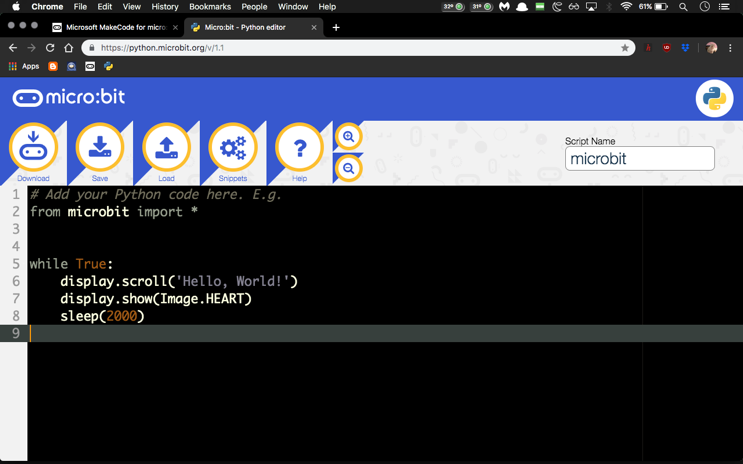 Chrome File Edit View History Bookmarks People Window Help 32° 31° 61%
Microsoft MakeCode for micro: Micro:bit - Python editor
https://python.microbit.org/v/1.1
Apps
micro:bit
Download Save Load Snippets Help
Script Name
microbit
1 # Add your Python code here. E.g.
2 from microbit import *
3
4
5 while True:
6 display.scroll('Hello, World!')
7 display.show(Image.HEART)
8 sleep(2000)
9